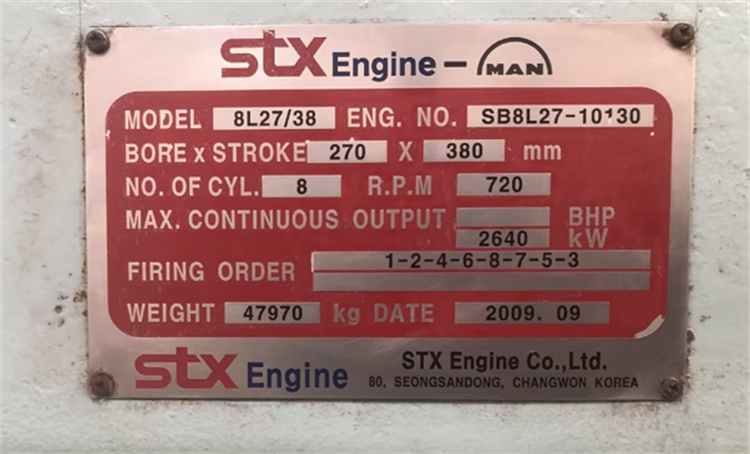 STX Engine – MAN
MODEL 8L27/38 ENG. NO. SB8L27-10130
BORE x STROKE 270 X 380 mm
NO. OF CYL. 8 R.P.M 720
MAX. CONTINUOUS OUTPUT BHP
2640 kW
FIRING ORDER 1-2-4-6-8-7-5-3
WEIGHT 47970 kg DATE 2009. 09
STX Engine STX Engine Co.,Ltd.
80, SEONGSANDONG, CHANGWON KOREA